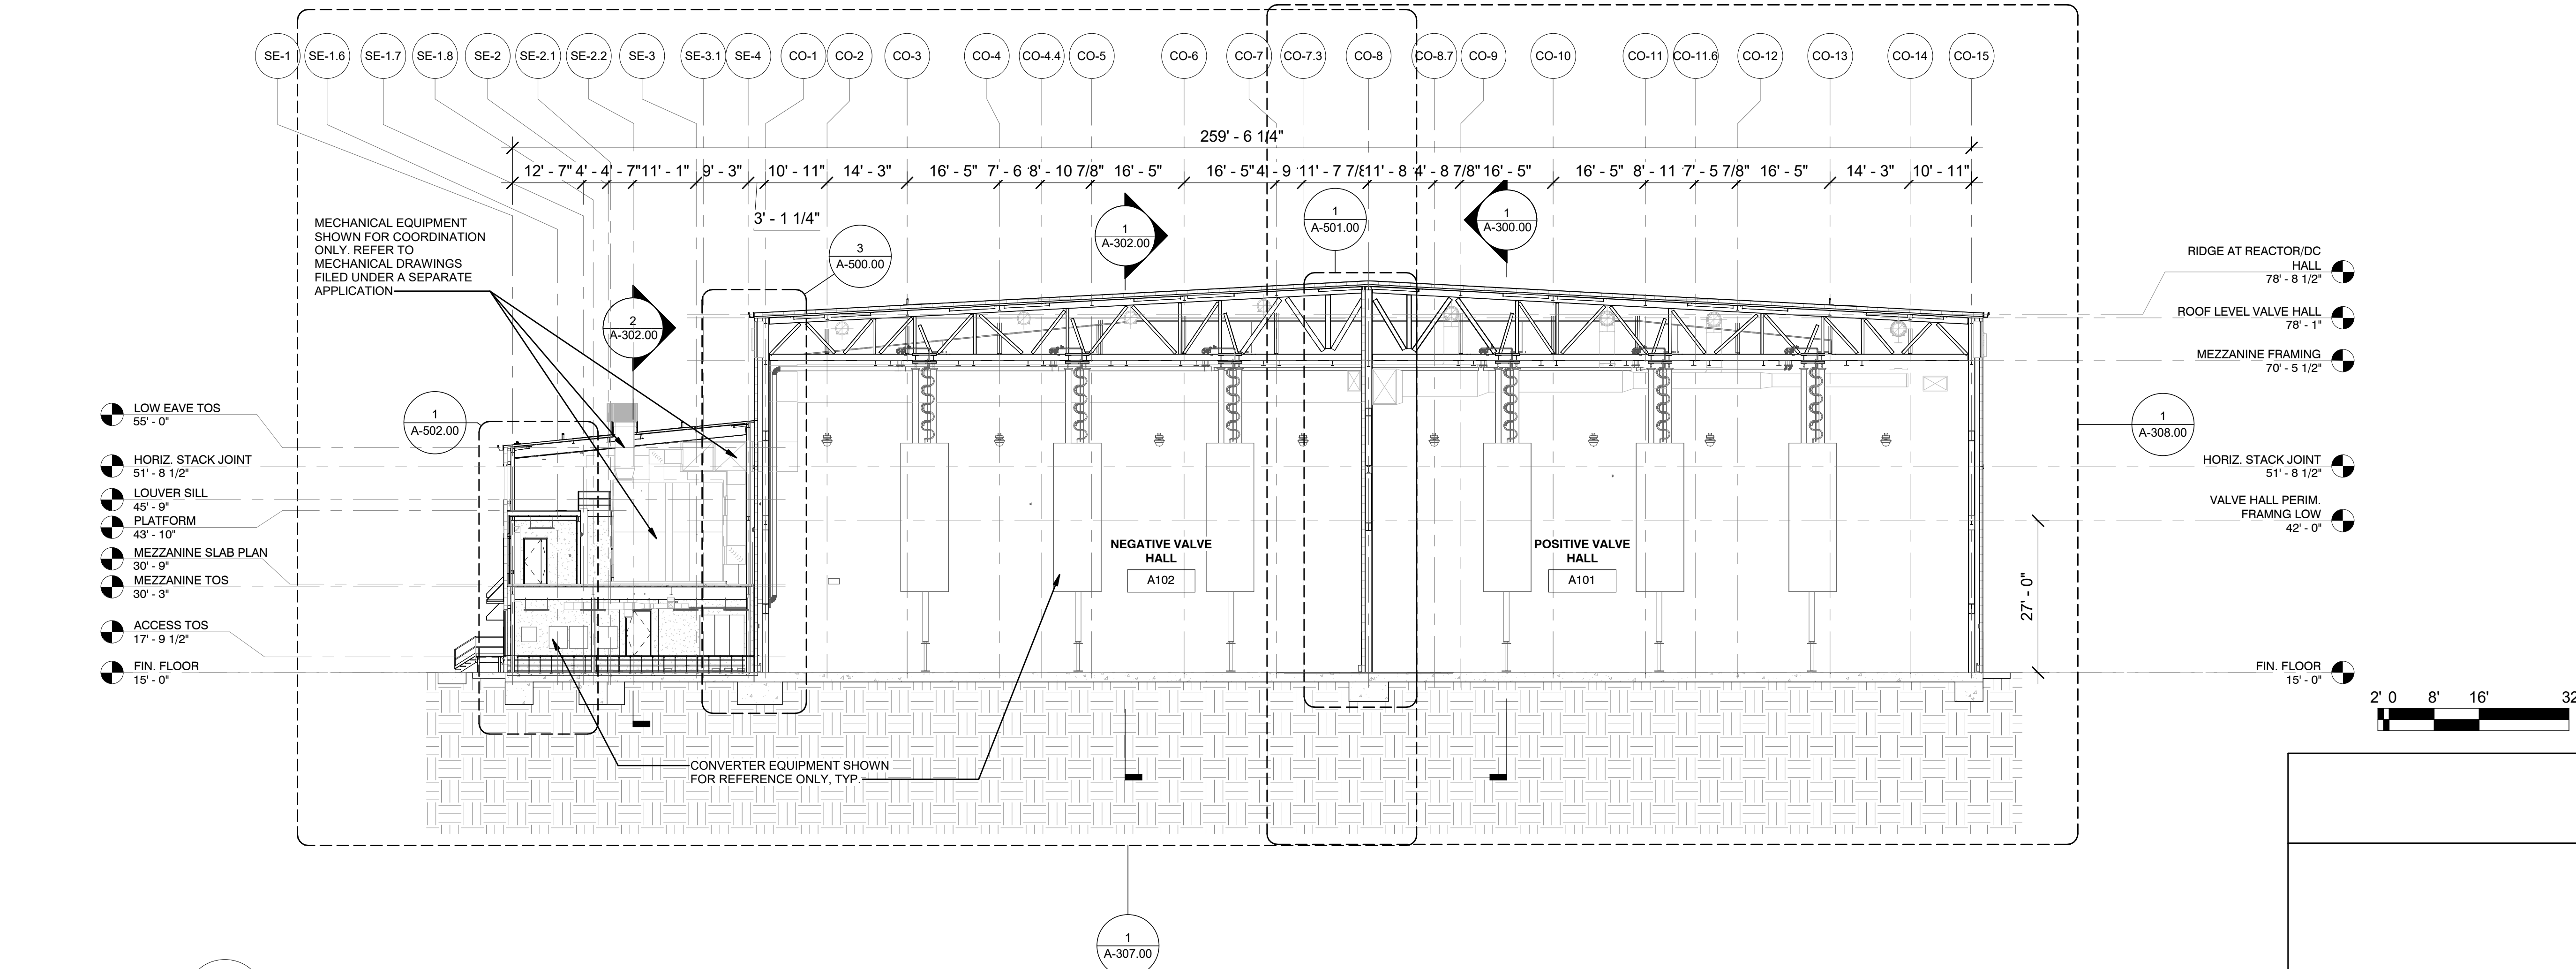 SE-1 SE-1.6 SE-1.7 SE-1.8 SE-2 SE-2.1 SE-2.2 SE-3 SE-3.1 SE-4 CO-1 CO-2 CO-3 CO-4 CO-4.4 CO-5 CO-6 CO-7 CO-7.3 CO-8 CO-8.7 CO-9 CO-10 CO-11 CO-11.6 CO-12 CO-13 CO-14 CO-15
259' - 6 1/4"
12' - 7" 4' - 4' - 7" 11' - 1" 9' - 3" 10' - 11" 14' - 3" 16' - 5" 7' - 6 8' - 10 7/8" 16' - 5" 16' - 5" 4' - 9 11' - 7 7/8 11' - 8 4' - 8 7/8" 16' - 5" 16' - 5" 8' - 11 7' - 5 7/8" 16' - 5" 14' - 3" 10' - 11"
3' - 1 1/4"
MECHANICAL EQUIPMENT
SHOWN FOR COORDINATION
ONLY. REFER TO
MECHANICAL DRAWINGS
FILED UNDER A SEPARATE
APPLICATION
3
A-500.00
1
A-302.00
1
A-501.00
1
A-300.00
2
A-302.00
1
A-502.00
RIDGE AT REACTOR/DC
HALL
78' - 8 1/2"
ROOF LEVEL VALVE HALL
78' - 1"
MEZZANINE FRAMING
70' - 5 1/2"
1
A-308.00
HORIZ. STACK JOINT
51' - 8 1/2"
VALVE HALL PERIM.
FRAMNG LOW
42' - 0"
27' - 0"
FIN. FLOOR
15' - 0"
LOW EAVE TOS
55' - 0"
HORIZ. STACK JOINT
51' - 8 1/2"
LOUVER SILL
45' - 9"
PLATFORM
43' - 10"
MEZZANINE SLAB PLAN
30' - 9"
MEZZANINE TOS
30' - 3"
ACCESS TOS
17' - 9 1/2"
FIN. FLOOR
15' - 0"
NEGATIVE VALVE
HALL
A102
POSITIVE VALVE
HALL
A101
2' 0 8' 16' 32
CONVERTER EQUIPMENT SHOWN
FOR REFERENCE ONLY, TYP.
1
A-307.00